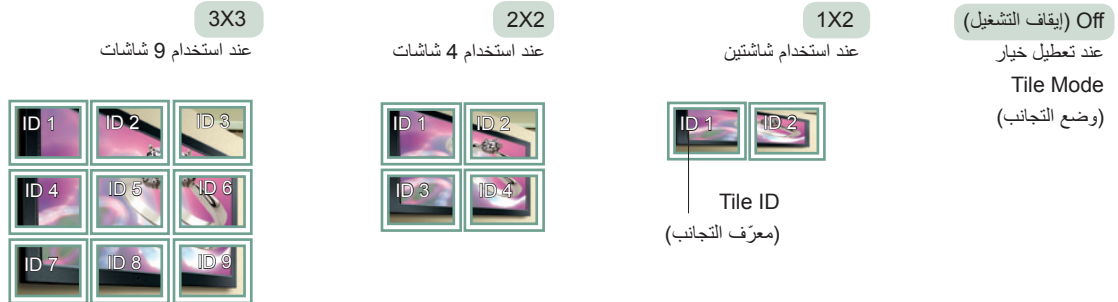 Off (إيقاف التشغيل)
عند تعطيل خيار
Tile Mode
(وضع التجانب)
1X2
عند استخدام شاشتين
ID 1
ID 2
Tile ID
(معرّف التجانب)
2X2
عند استخدام 4 شاشات
ID 1
ID 2
ID 3
ID 4
3X3
عند استخدام 9 شاشات
ID 1
ID 2
ID 3
ID 4
ID 5
ID 6
ID 7
ID 8
ID 9